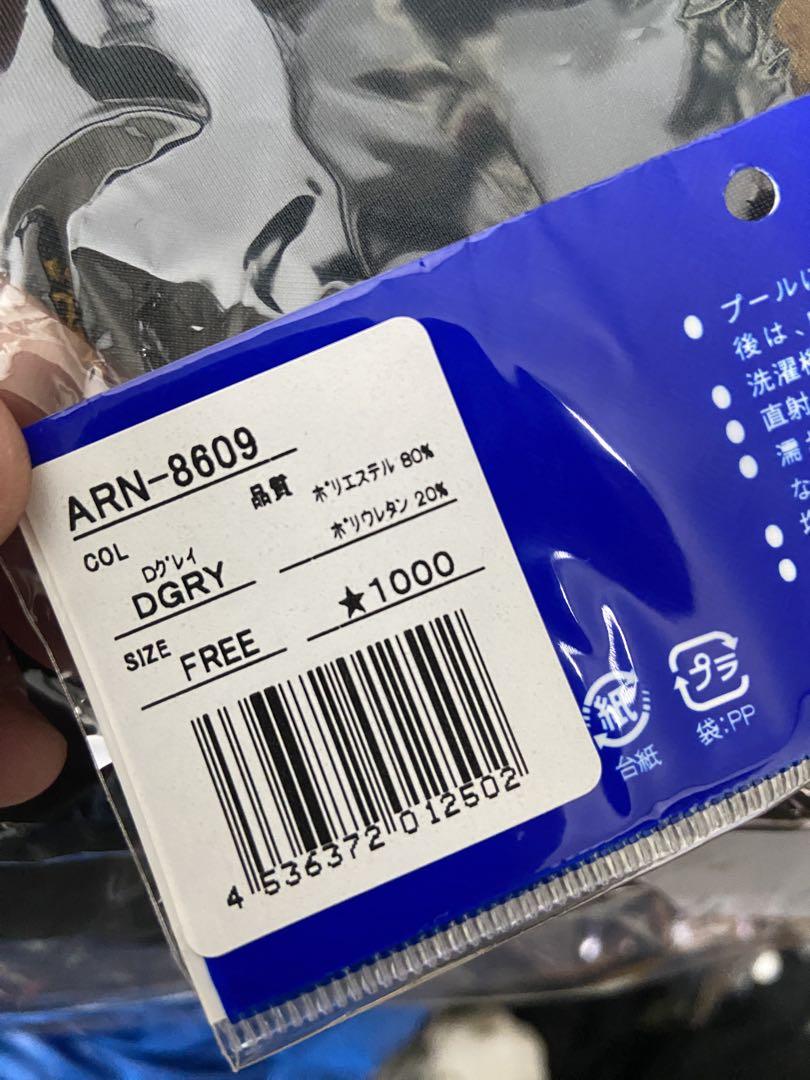 ARN-8609
品質 ポリエステル 80%
ポリウレタン 20%
COL
Dグレイ
DGRY
★1000
SIZE FREE
4 536372 012502
● プール
後は、
● 洗濯
● 直射
● 濡
な
●
●
紙
台紙
プラ
袋:PP